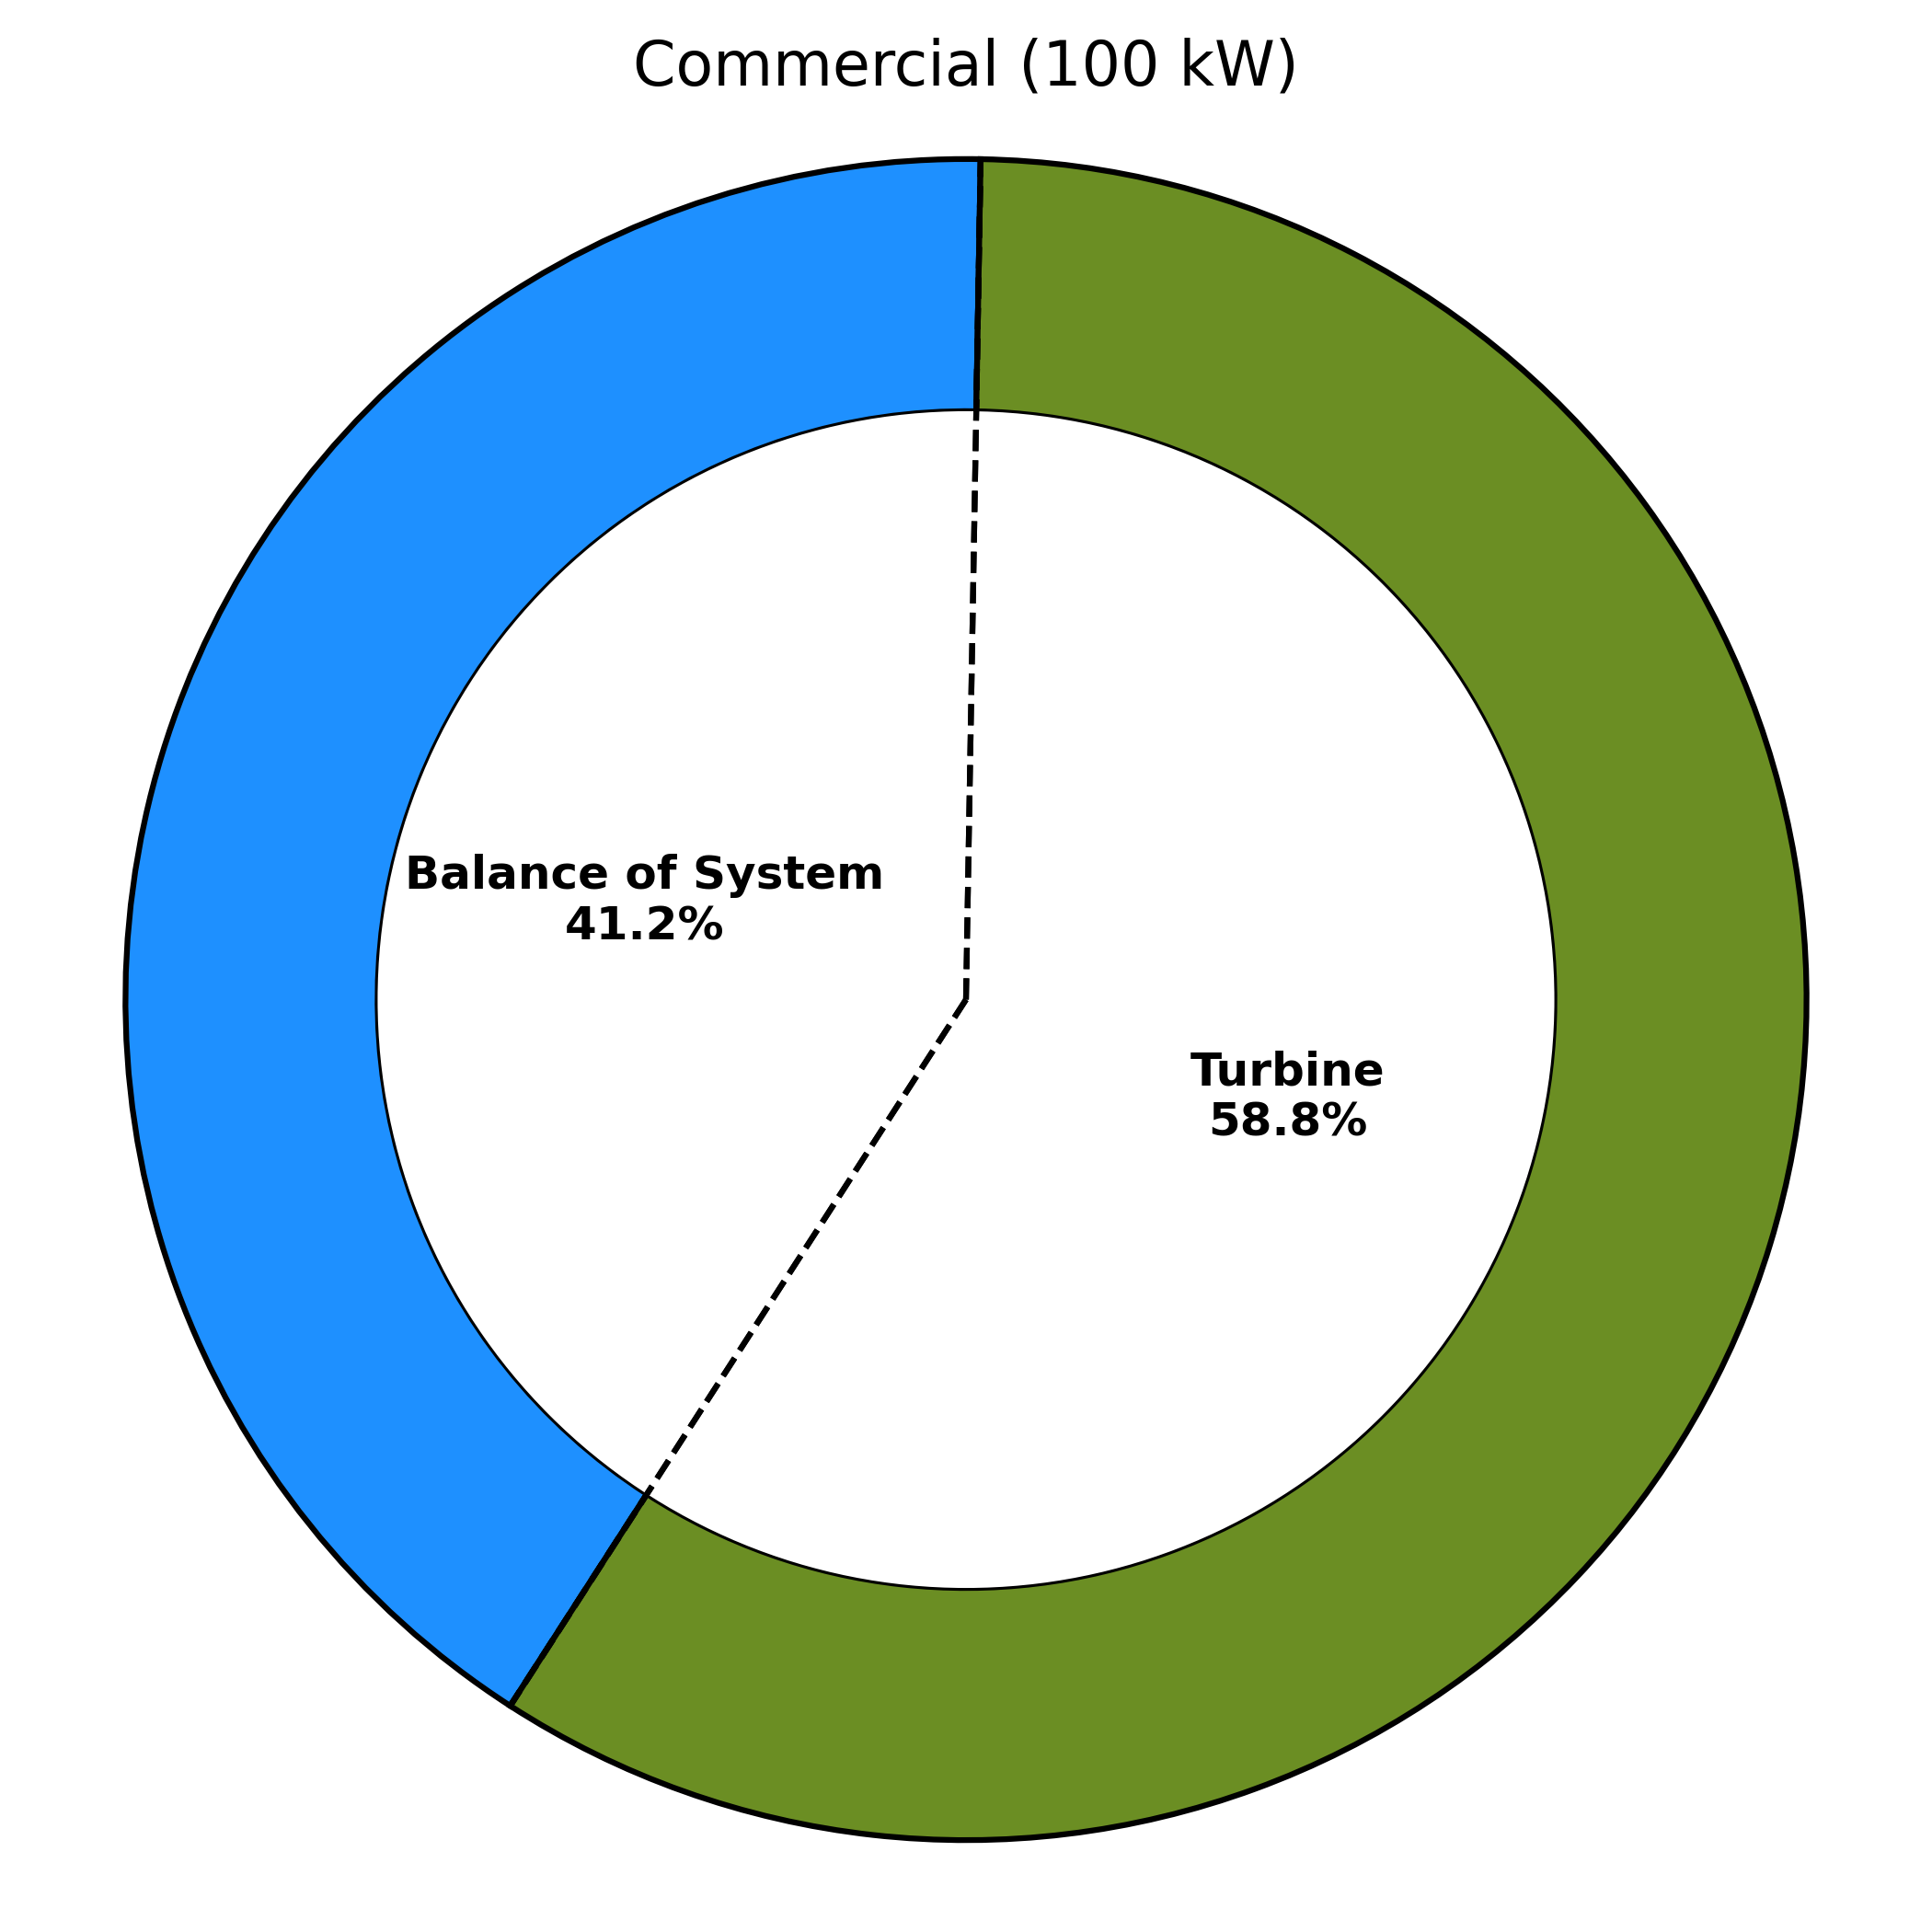 Commercial (100 kW)
Balance of System
41.2%
Turbine
58.8%